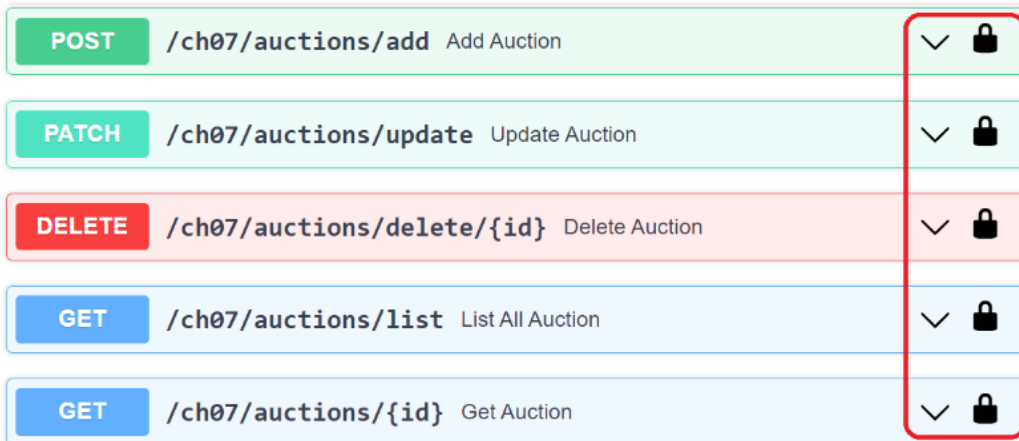 POST /ch07/auctions/add Add Auction
PATCH /ch07/auctions/update Update Auction
DELETE /ch07/auctions/delete/{id} Delete Auction
GET /ch07/auctions/list List All Auction
GET /ch07/auctions/{id} Get Auction